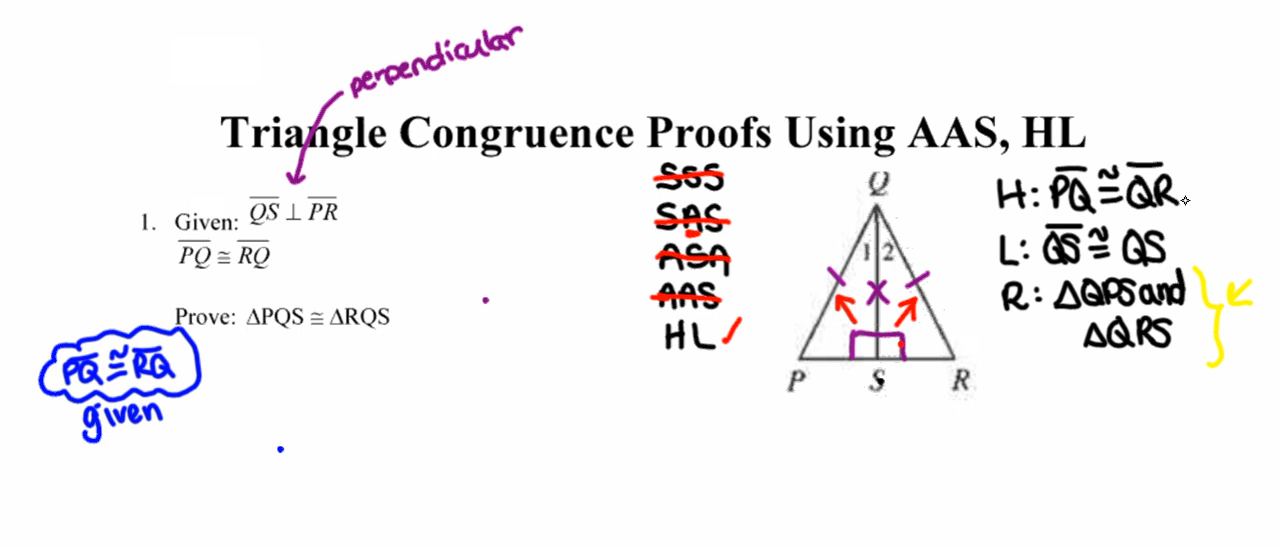 perpendicular
Triangle Congruence Proofs Using AAS, HL
1. Given: QS ⊥ PR
PQ ≅ RQ
Prove: ΔPQS ≅ ΔRQS
PQ ≅ RQ
given
SSS
SAS
ASA
AAS
HL ✓
Q
1 2
P S R
H: PQ ≅ QR
L: QS ≅ QS
R: ΔQPS and
ΔQRS